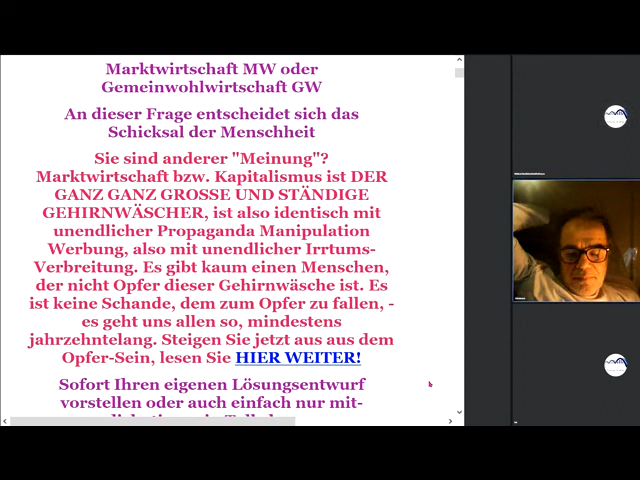 Marktwirtschaft MW oder
Gemeinwohlwirtschaft GW
An dieser Frage entscheidet sich das
Schicksal der Menschheit
Sie sind anderer "Meinung"?
Marktwirtschaft bzw. Kapitalismus ist DER
GANZ GANZ GROSSE UND STÄNDIGE
GEHIRNWÄSCHER, ist also identisch mit
unendlicher Propaganda Manipulation
Werbung, also mit unendlicher Irrtums-
Verbreitung. Es gibt kaum einen Menschen,
der nicht Opfer dieser Gehirnwäsche ist. Es
ist keine Schande, dem zum Opfer zu fallen, -
es geht uns allen so, mindestens
jahrzehntelang. Steigen Sie jetzt aus aus dem
Opfer-Sein, lesen Sie HIER WEITER!
Sofort Ihren eigenen Lösungsentwurf
vorstellen oder auch einfach nur mit-